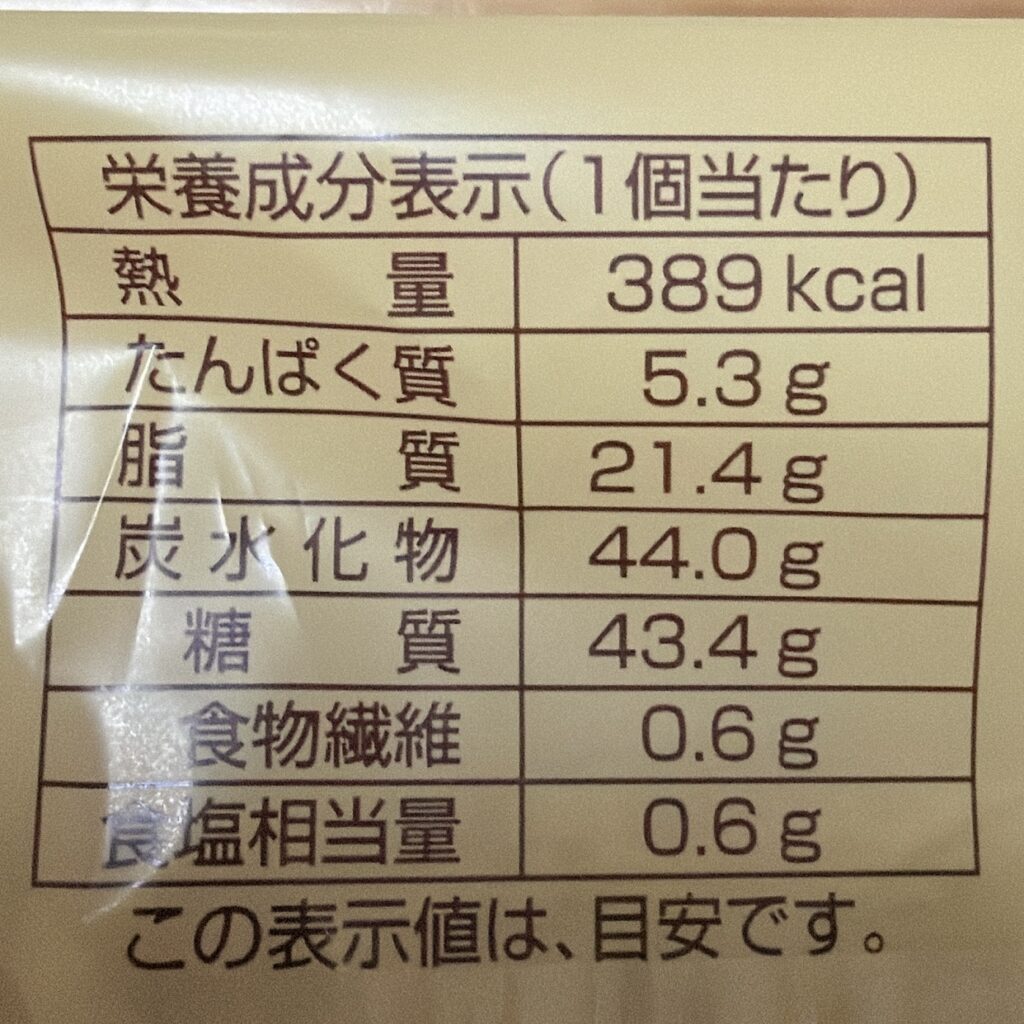 栄養成分表示(1個当たり)
熱量 389 kcal
たんぱく質 5.3 g
脂質 21.4 g
炭水化物 44.0 g
糖質 43.4 g
食物繊維 0.6 g
食塩相当量 0.6 g
この表示値は、目安です。